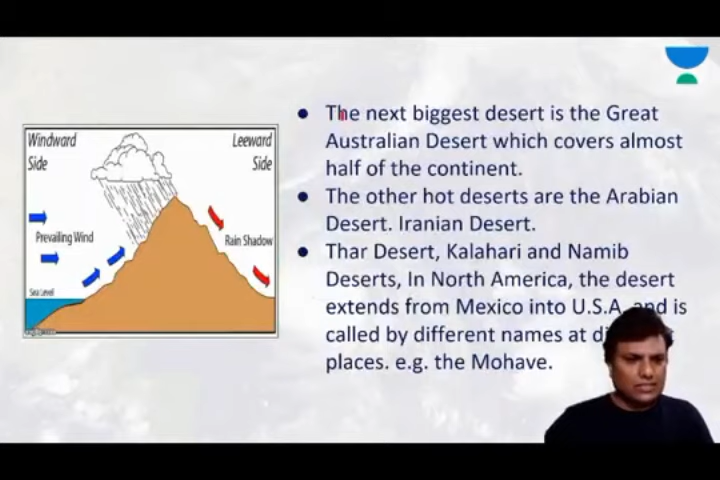 Windward
Side
Leeward
Side
Prevailing Wind
Rain Shadow
Sea Level
The next biggest desert is the Great
Australian Desert which covers almost
half of the continent.
The other hot deserts are the Arabian
Desert. Iranian Desert.
Thar Desert, Kalahari and Namib
Deserts, In North America, the desert
extends from Mexico into U.S.A, and is
called by different names at
places. e.g. the Mohave.